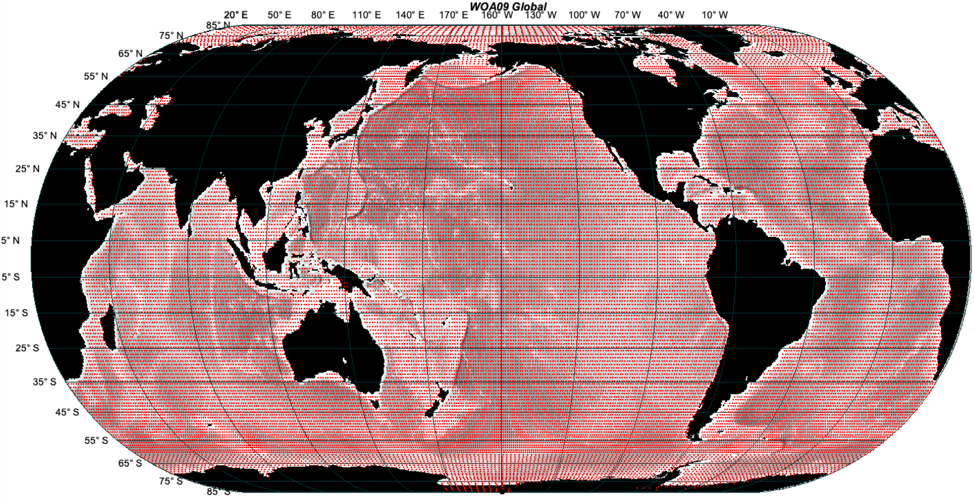 WOA09 Global
20° E 50° E 80° E 110° E 140° E 170° E 160° W 130° W 100° W 70° W 40° W 10° W
85° N
75° N
65° N
55° N
45° N
35° N
25° N
15° N
5° N
5° S
15° S
25° S
35° S
45° S
55° S
65° S
75° S
85° S